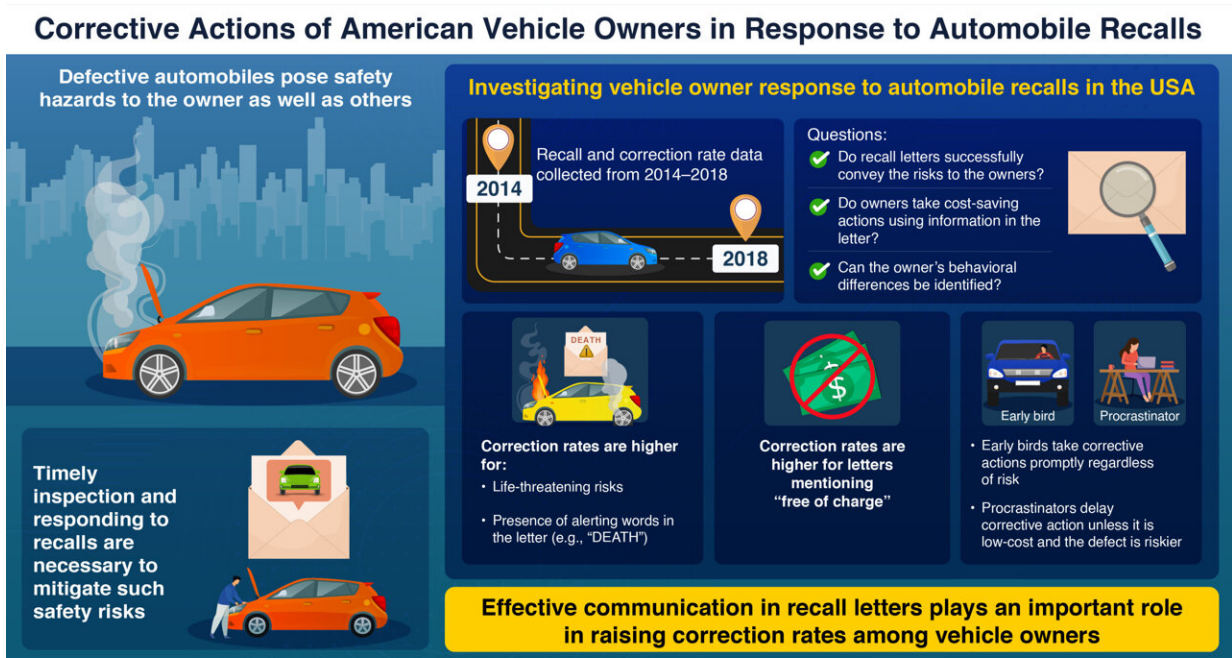 Corrective Actions of American Vehicle Owners in Response to Automobile Recalls
Defective automobiles pose safety
hazards to the owner as well as others
Timely
inspection and
responding to
recalls are
necessary to
mitigate such
safety risks
Investigating vehicle owner response to automobile recalls in the USA
2014
Recall and correction rate data
collected from 2014–2018
2018
Questions:
Do recall letters successfully
convey the risks to the owners?
Do owners take cost-saving
actions using information in the
letter?
Can the owner's behavioral
differences be identified?
DEATH
Correction rates are higher
for:
• Life-threatening risks
• Presence of alerting words in
the letter (e.g., “DEATH”)
$
Correction rates are
higher for letters
mentioning
“free of charge”
Early bird
Procrastinator
• Early birds take corrective
actions promptly regardless
of risk
• Procrastinators delay
corrective action unless it is
low-cost and the defect is riskier
Effective communication in recall letters plays an important role
in raising correction rates among vehicle owners